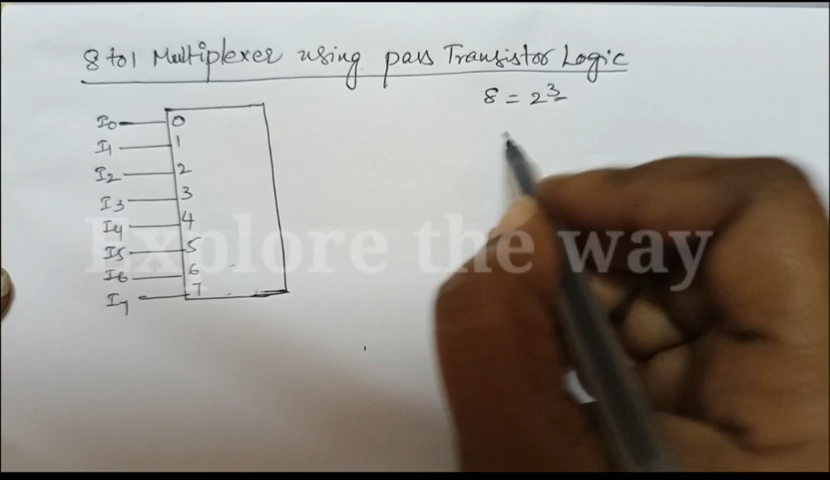 8 to 1 Multiplexer using pass Transistor Logic
8 = 2³
I0 0
I1 1
I2 2
I3 3
I4 4
I5 5
I6 6
I7 7
Explore the way